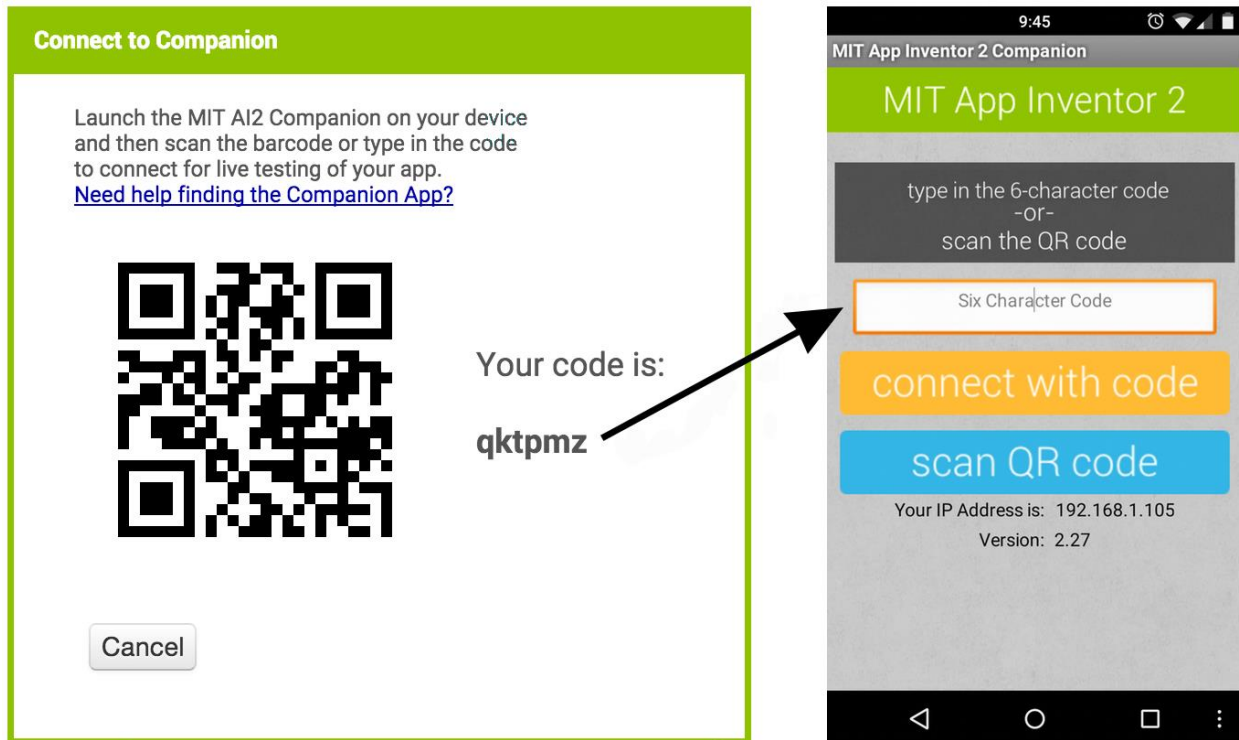 Connect to Companion
Launch the MIT AI2 Companion on your device
and then scan the barcode or type in the code
to connect for live testing of your app.
Need help finding the Companion App?
Your code is:
qktpmz
Cancel
9:45
MIT App Inventor 2 Companion
MIT App Inventor 2
type in the 6-character code
-or-
scan the QR code
Six Character Code
connect with code
scan QR code
Your IP Address is: 192.168.1.105
Version: 2.27